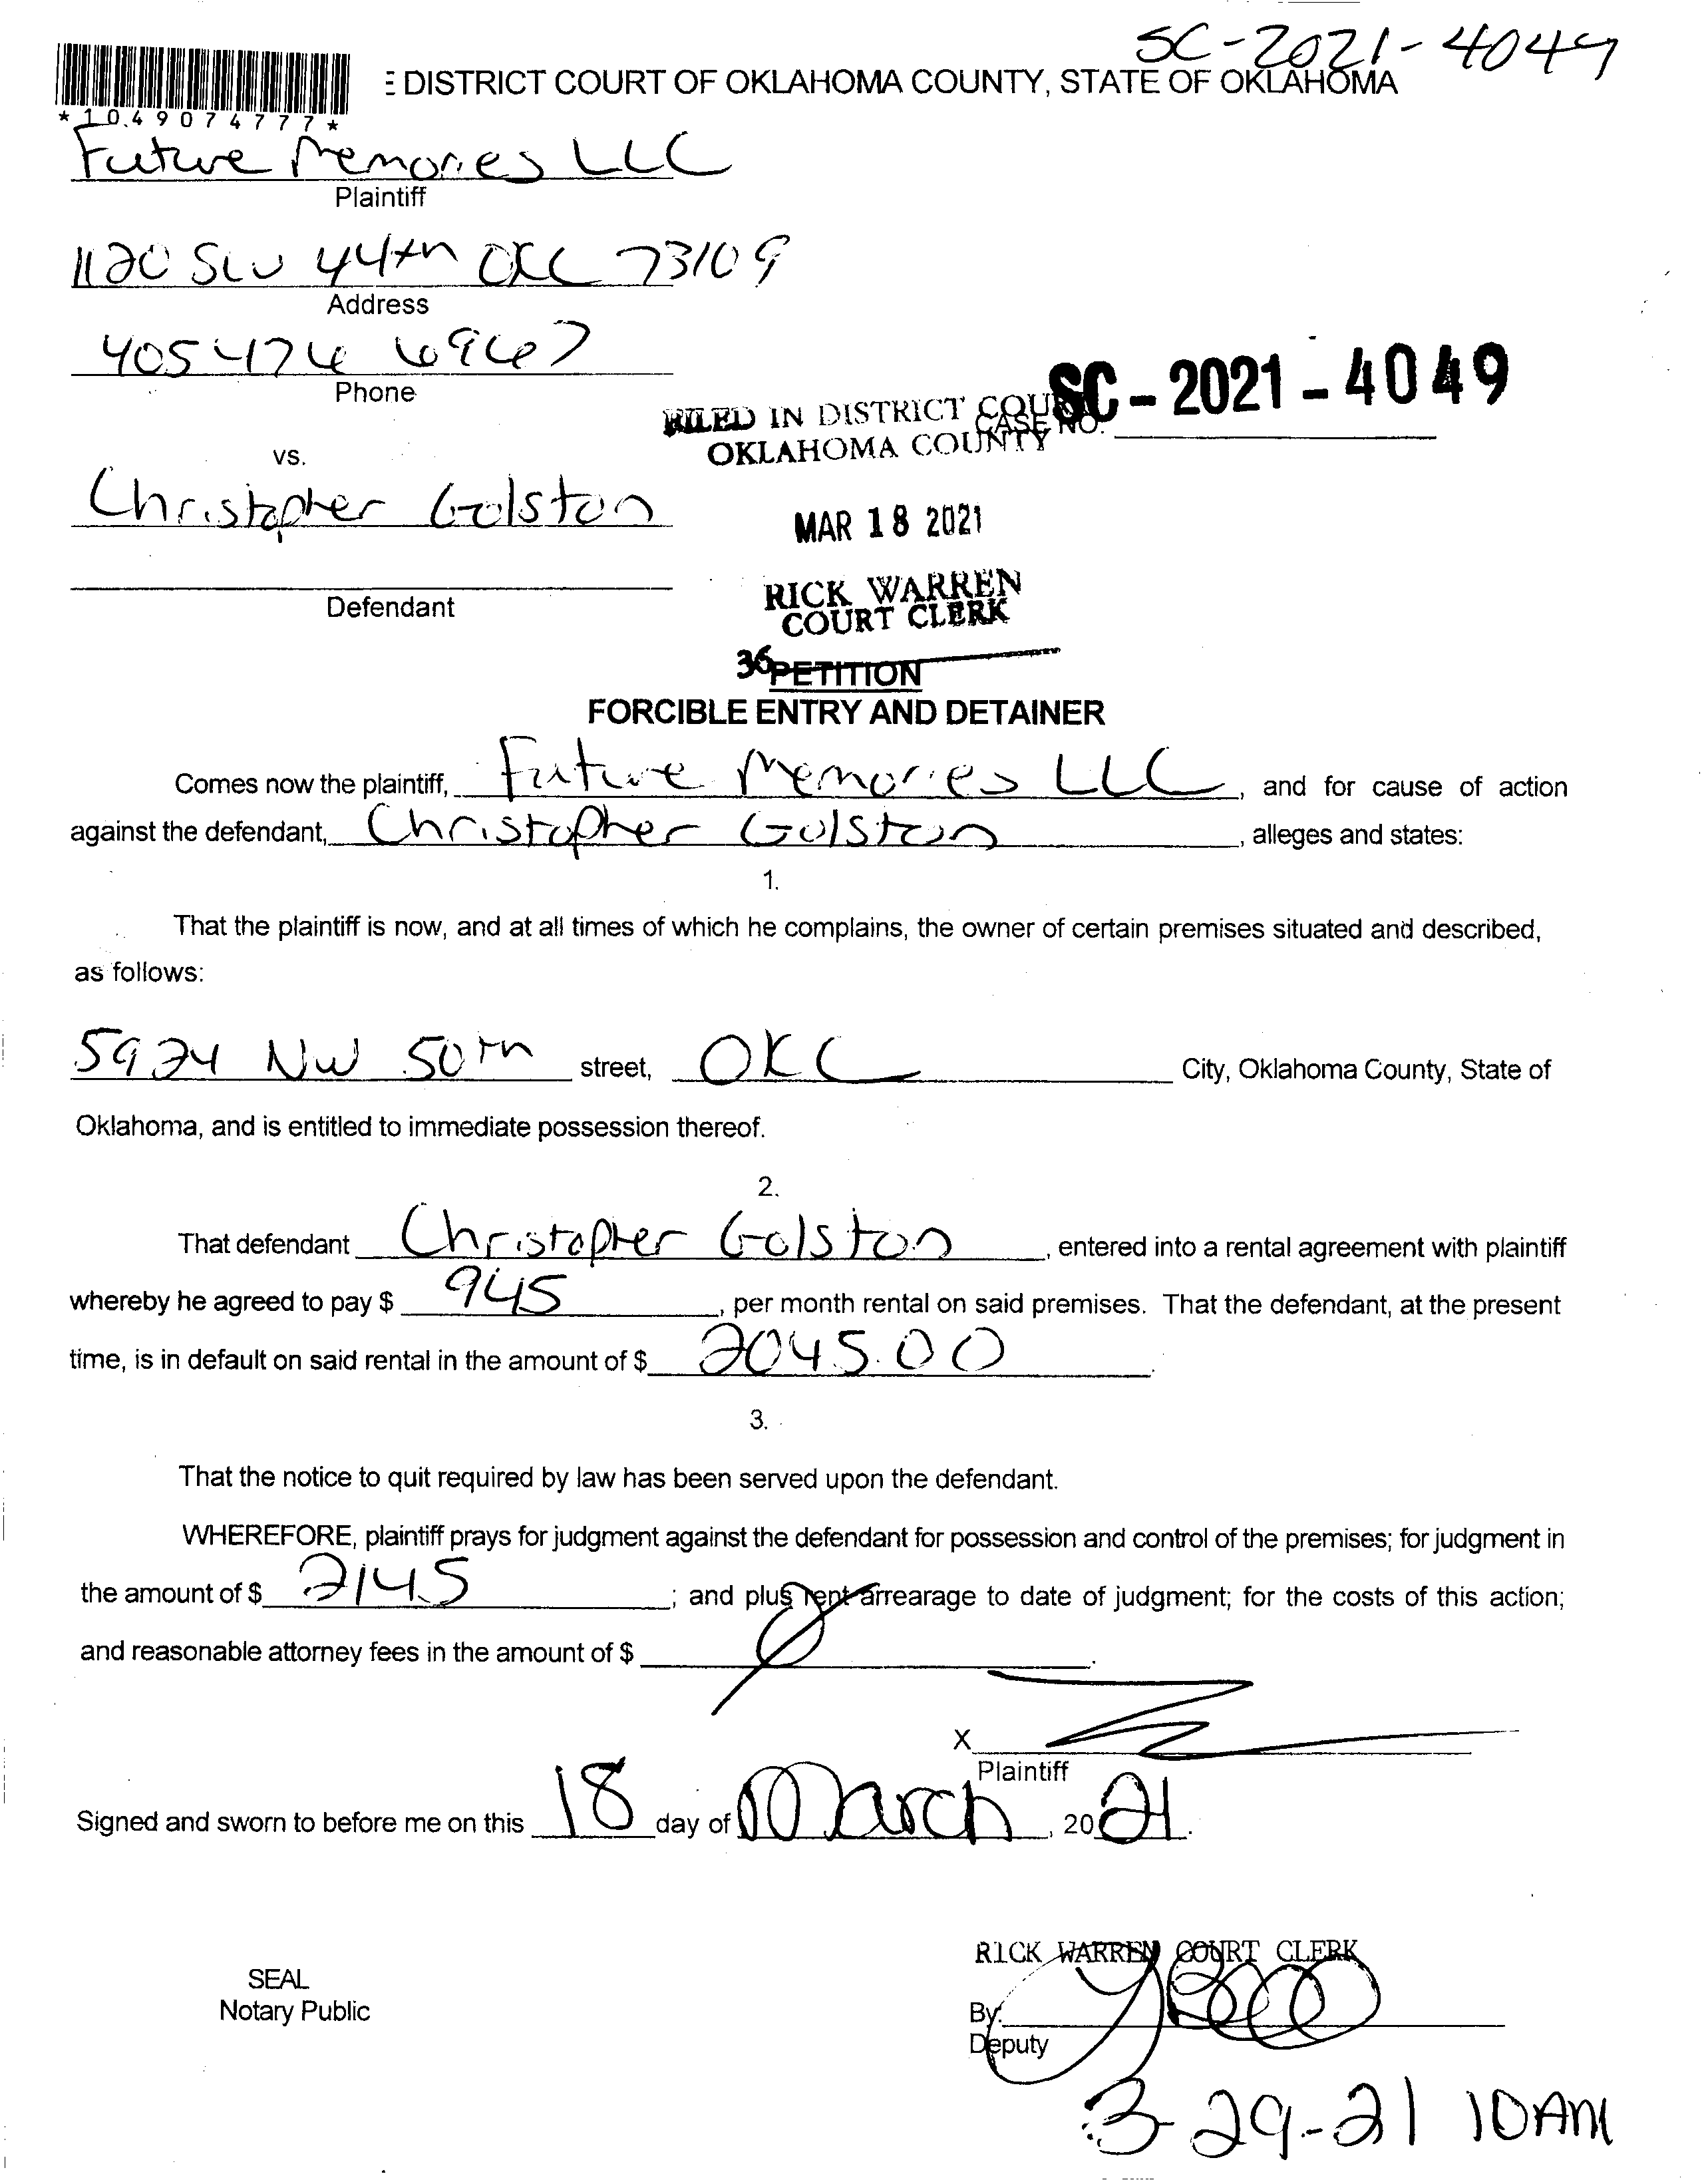 SC-2021-4049
E DISTRICT COURT OF OKLAHOMA COUNTY, STATE OF OKLAHOMA
*1049074777*
Future Memories LLC
Plaintiff
1120 SW 44th OKC 73109
Address
405 474 6967
Phone
SC-2021-4049
FILED IN DISTRICT COURT
CASE NO.
OKLAHOMA COUNTY
vs.
Christopher Golston
MAR 18 2021
Defendant
RICK WARREN
COURT CLERK
36
PETITION
FORCIBLE ENTRY AND DETAINER
Comes now the plaintiff, Future Memories LLC, and for cause of action
against the defendant, Christopher Golston, alleges and states:
1.
That the plaintiff is now, and at all times of which he complains, the owner of certain premises situated and described,
as follows:
5924 NW 50th street, OKC City, Oklahoma County, State of
Oklahoma, and is entitled to immediate possession thereof.
2.
That defendant Christopher Golston, entered into a rental agreement with plaintiff
whereby he agreed to pay $ 945, per month rental on said premises. That the defendant, at the present
time, is in default on said rental in the amount of $ 2045.00.
3.
That the notice to quit required by law has been served upon the defendant.
WHEREFORE, plaintiff prays for judgment against the defendant for possession and control of the premises; for judgment in
the amount of $ 2145; and plus rent arrearage to date of judgment; for the costs of this action;
and reasonable attorney fees in the amount of $ Ø.
X
Plaintiff
Signed and sworn to before me on this 18 day of March, 2021.
RICK WARREN COURT CLERK
SEAL
Notary Public
By:
Deputy
3-29-21 10AM